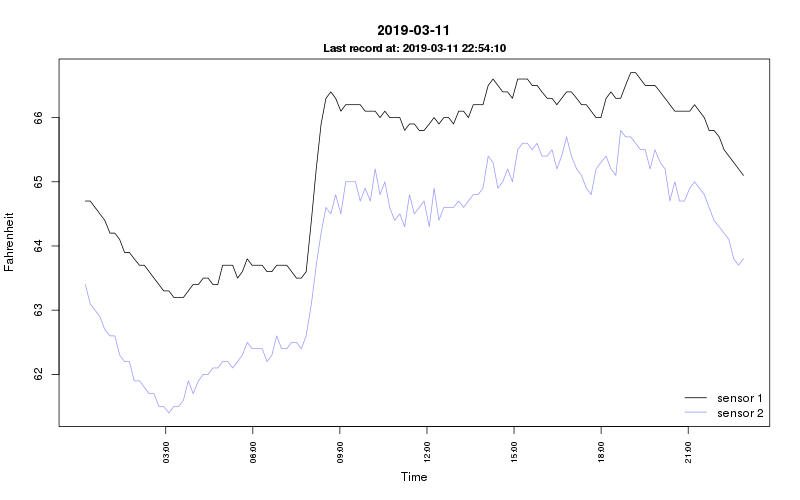 2019-03-11
Last record at: 2019-03-11 22:54:10
Fahrenheit
66
65
64
63
62
sensor 1
sensor 2
03:00
06:00
09:00
12:00
15:00
18:00
21:00
Time